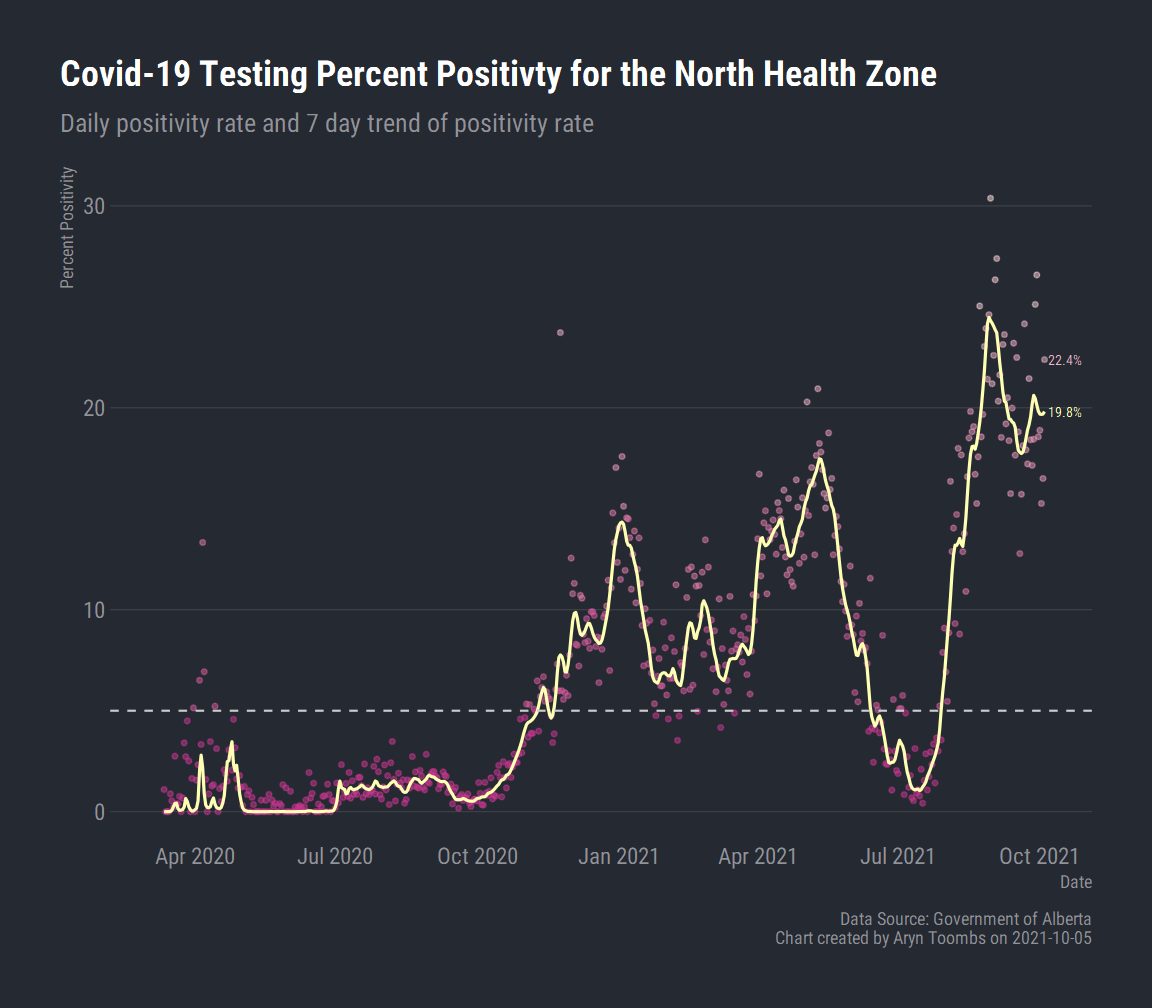 Covid-19 Testing Percent Positivty for the North Health Zone
Daily positivity rate and 7 day trend of positivity rate
Percent Positivity
30
20
10
0
22.4%
19.8%
Apr 2020
Jul 2020
Oct 2020
Jan 2021
Apr 2021
Jul 2021
Oct 2021
Date
Data Source: Government of Alberta
Chart created by Aryn Toombs on 2021-10-05